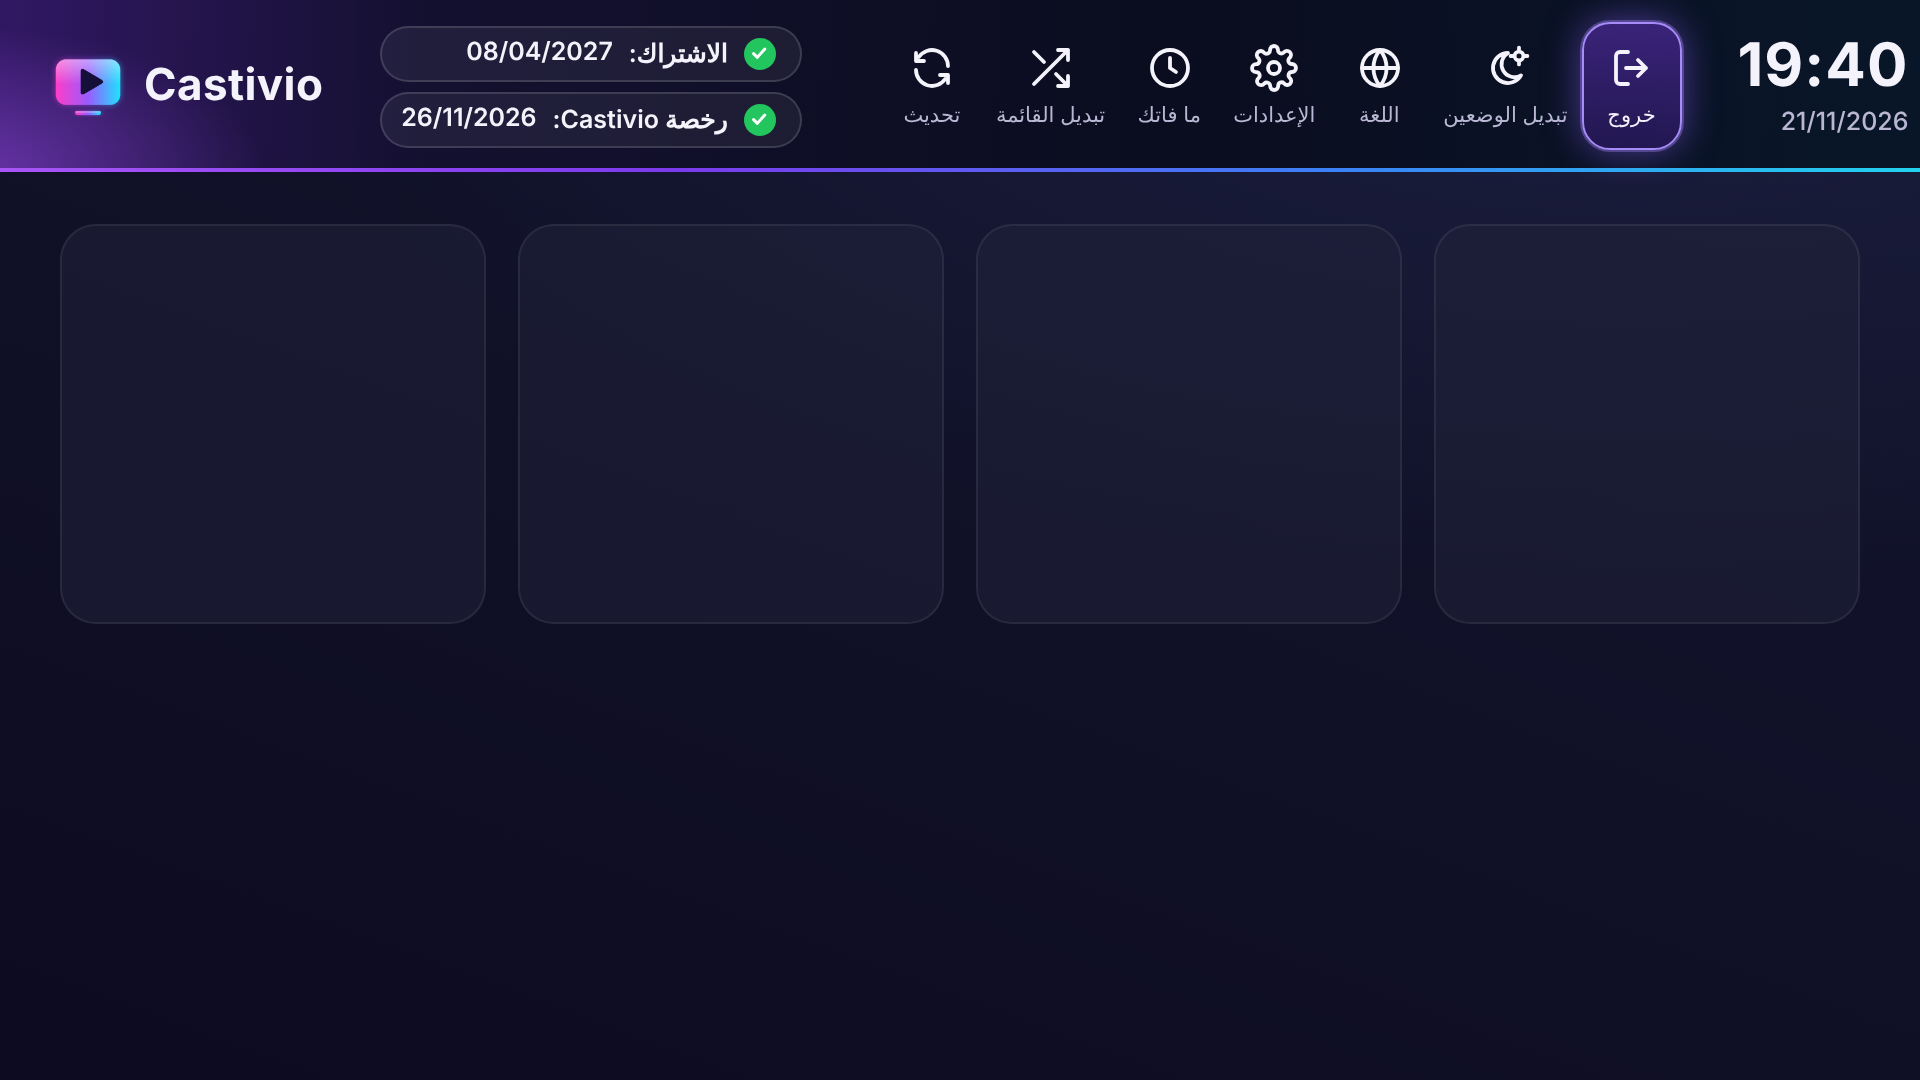 Castivio
الاشتراك: 08/04/2027
رخصة Castivio: 26/11/2026
تحديث
تبديل القائمة
ما فاتك
الإعدادات
اللغة
تبديل الوضعين
خروج
19:40
21/11/2026